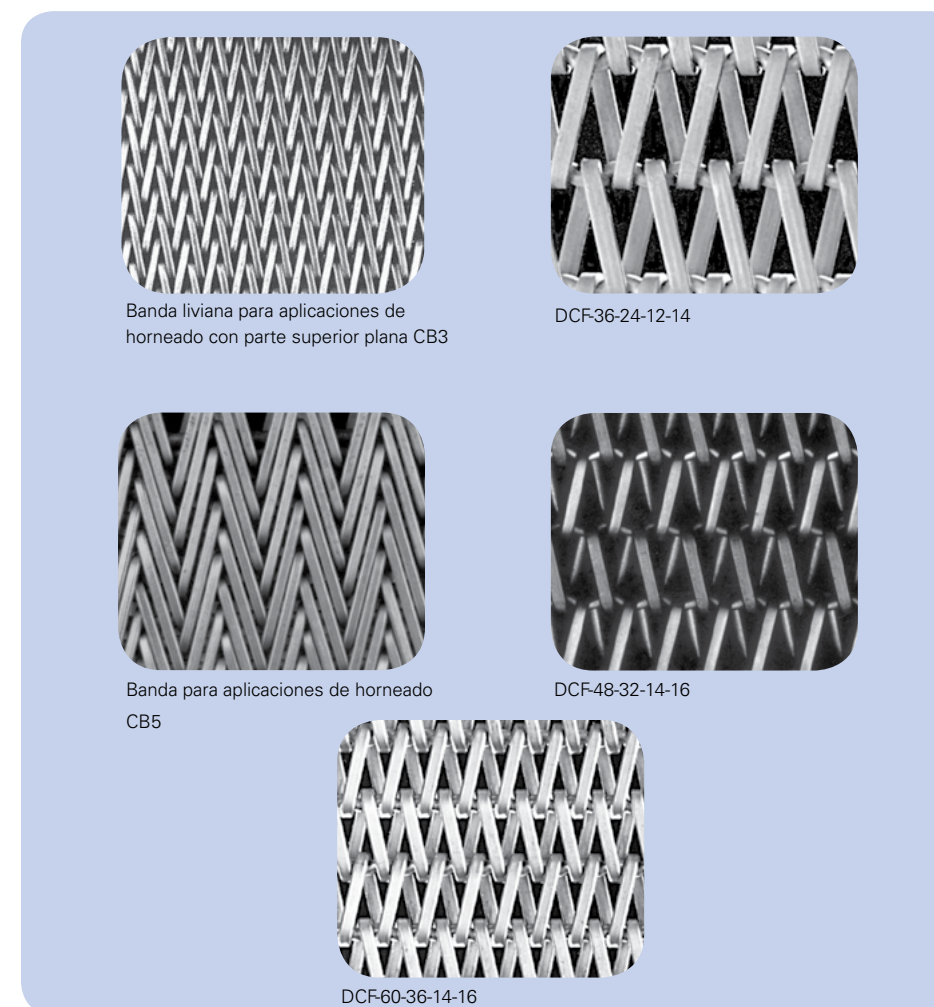 Banda liviana para aplicaciones de
horneado con parte superior plana CB3
DCF-36-24-12-14
Banda para aplicaciones de horneado
CB5
DCF-48-32-14-16
DCF-60-36-14-16